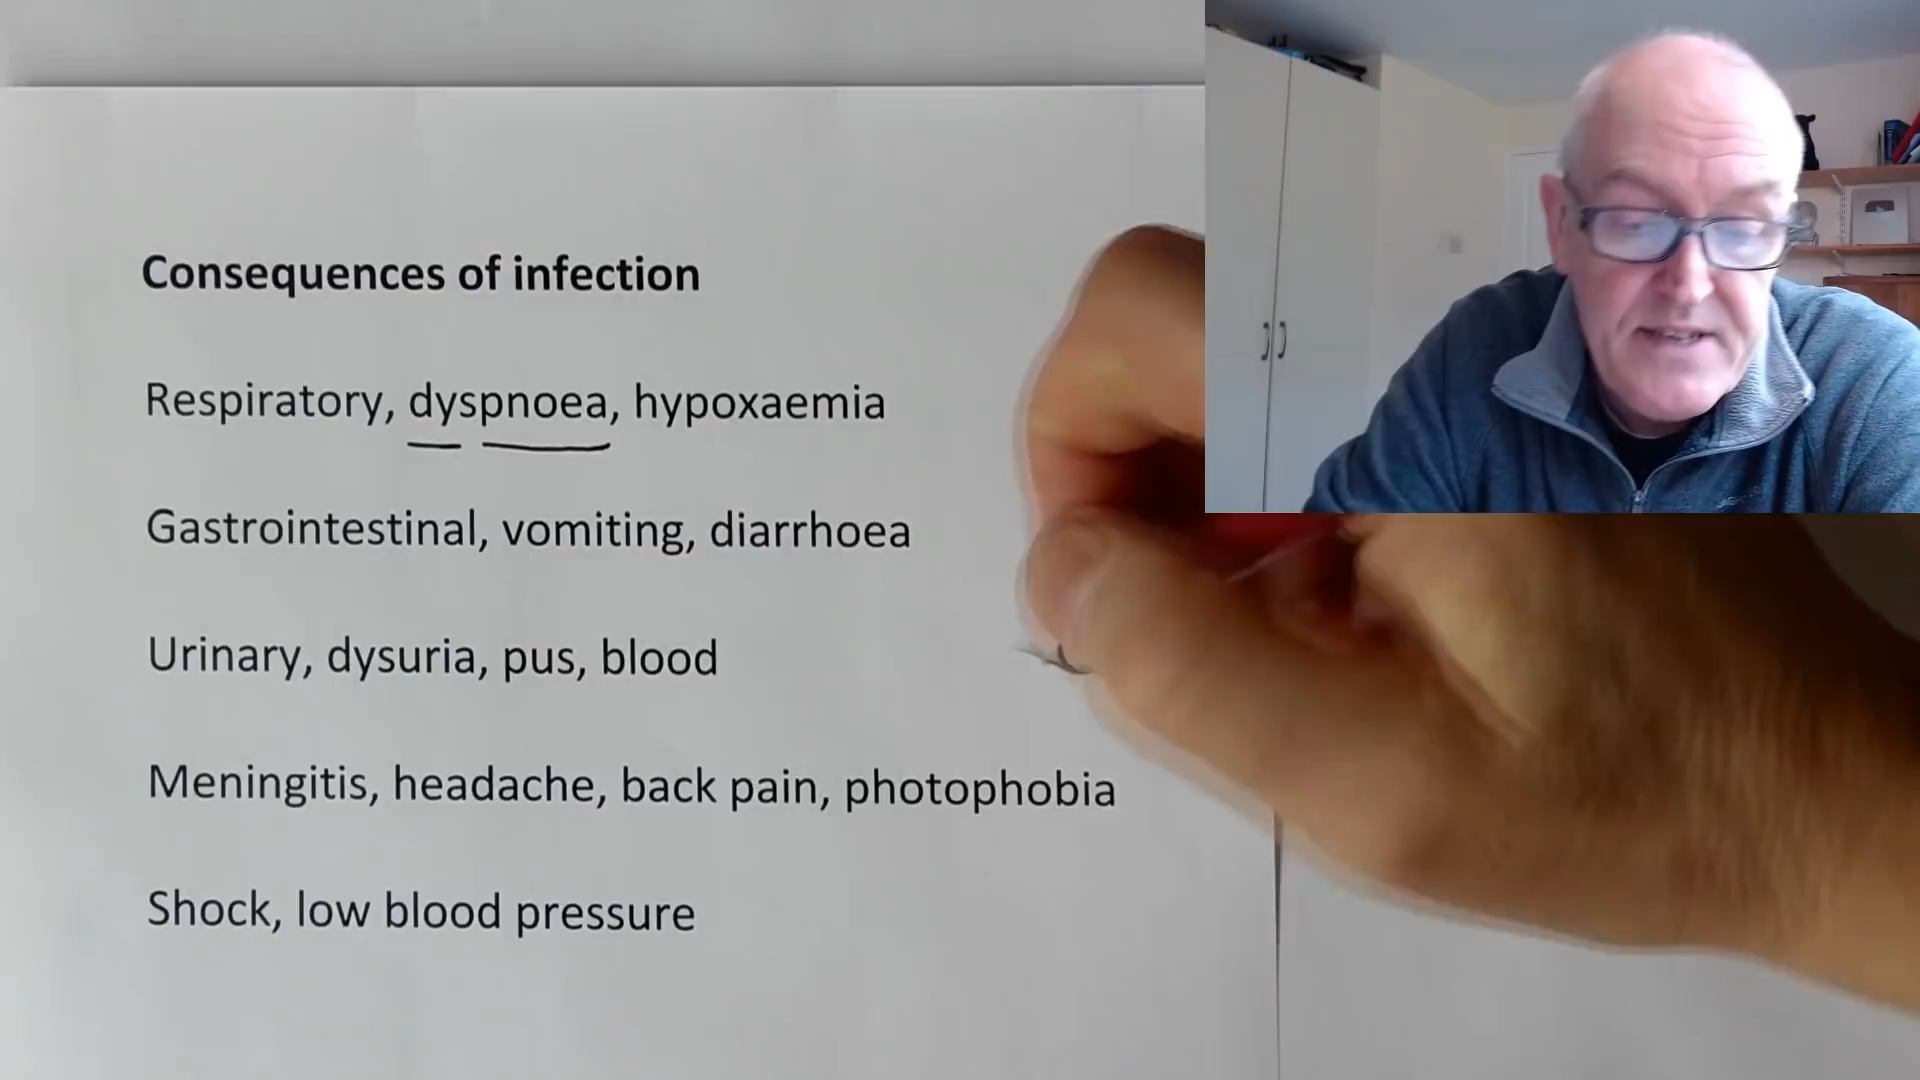 Consequences of infection
Respiratory, dyspnoea, hypoxaemia
Gastrointestinal, vomiting, diarrhoea
Urinary, dysuria, pus, blood
Meningitis, headache, back pain, photophobia
Shock, low blood pressure